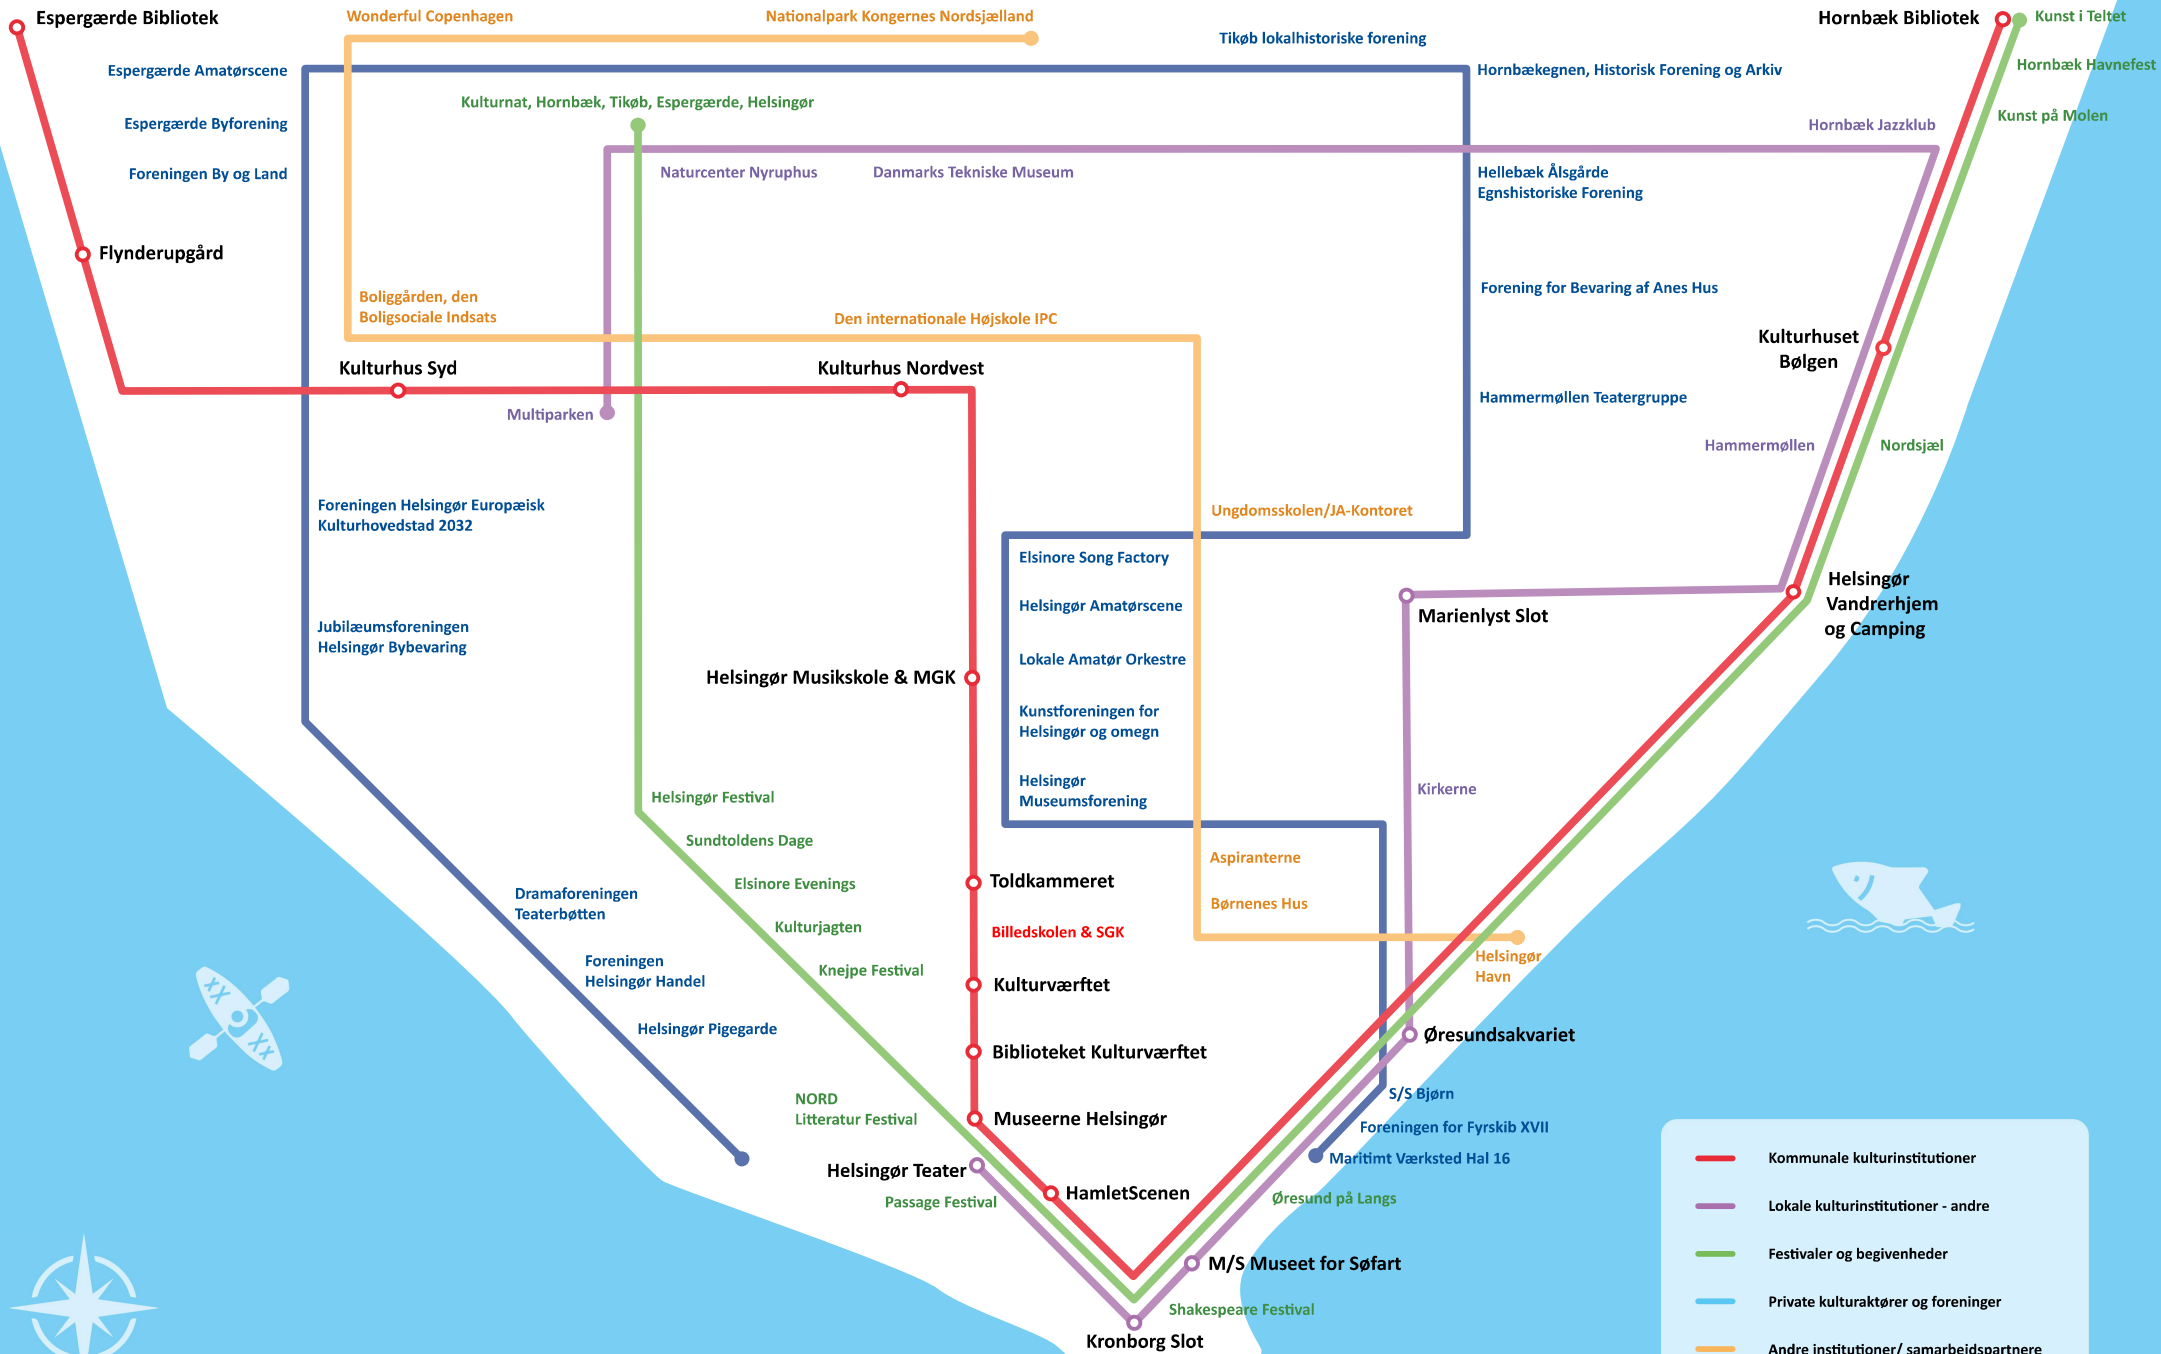 Espergærde Bibliotek
Wonderful Copenhagen
Nationalpark Kongernes Nordsjælland
Tikøb lokalhistoriske forening
Hornbæk Bibliotek
Kunst i Teltet
Espergærde Amatørscene
Hornbækegnen, Historisk Forening og Arkiv
Hornbæk Havnefest
Kulturnat, Hornbæk, Tikøb, Espergærde, Helsingør
Kunst på Molen
Espergærde Byforening
Hornbæk Jazzklub
Foreningen By og Land
Naturcenter Nyruphus
Danmarks Tekniske Museum
Hellebæk Ålsgårde
Egnshistoriske Forening
Flynderupgård
Boliggården, den
Boligsociale Indsats
Den internationale Højskole IPC
Forening for Bevaring af Anes Hus
Kulturhuset
Bølgen
Kulturhus Syd
Kulturhus Nordvest
Multiparken
Hammermøllen Teatergruppe
Hammermøllen
Nordsjæl
Foreningen Helsingør Europæisk
Kulturhovedstad 2032
Ungdomsskolen/JA-Kontoret
Elsinore Song Factory
Helsingør Amatørscene
Marienlyst Slot
Helsingør
Vandrerhjem
og Camping
Jubilæumsforeningen
Helsingør Bybevaring
Lokale Amatør Orkestre
Helsingør Musikskole & MGK
Kunstforeningen for
Helsingør og omegn
Helsingør
Museumsforening
Kirkerne
Helsingør Festival
Sundtoldens Dage
Elsinore Evenings
Kulturjagten
Knejpe Festival
Toldkammeret
Billedskolen & SGK
Aspiranterne
Børnenes Hus
Helsingør
Havn
Dramaforeningen
Teaterbøtten
Foreningen
Helsingør Handel
Helsingør Pigegarde
Kulturværftet
Biblioteket Kulturværftet
Øresundsakvariet
NORD
Litteratur Festival
Museerne Helsingør
S/S Bjørn
Foreningen for Fyrskib XVII
Maritimt Værksted Hal 16
Helsingør Teater
Passage Festival
HamletScenen
Øresund på Langs
M/S Museet for Søfart
Shakespeare Festival
Kronborg Slot
Kommunale kulturinstitutioner
Lokale kulturinstitutioner - andre
Festivaler og begivenheder
Private kulturaktører og foreninger
Andre institutioner/ samarbejdspartnere